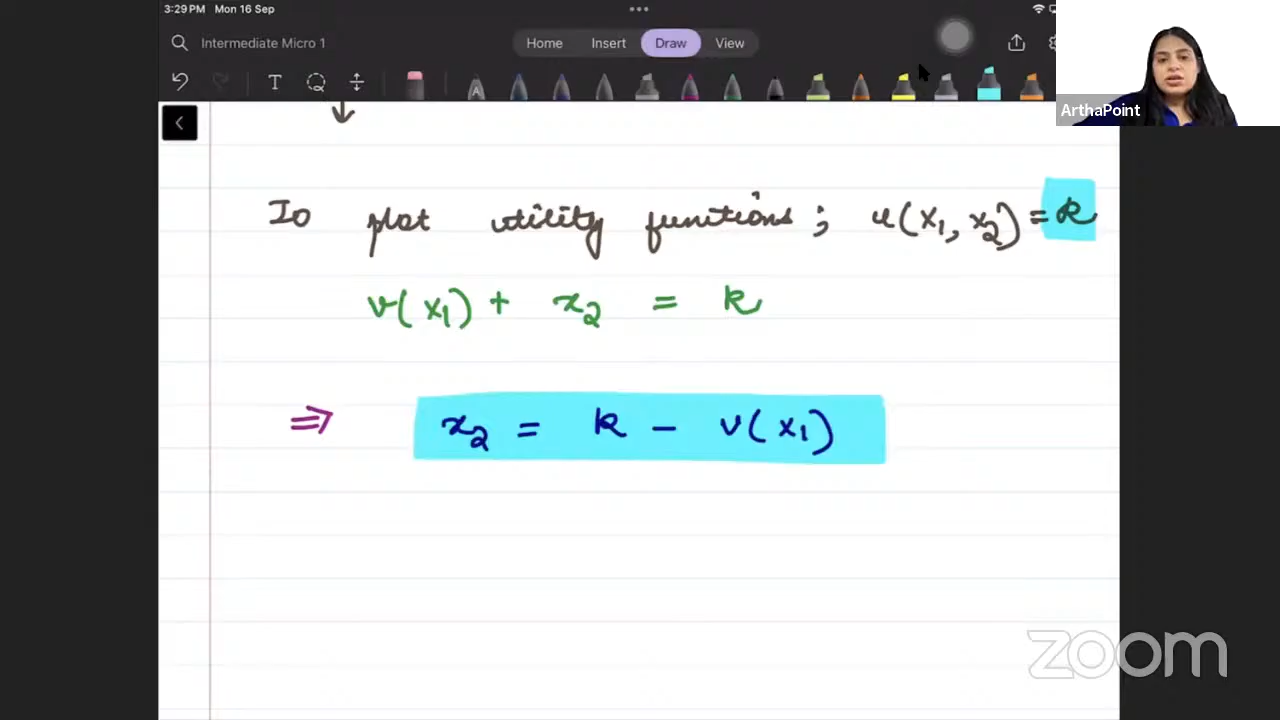 3:29 PM Mon 16 Sep
Intermediate Micro 1
Home Insert Draw View
T
A
ArthaPoint
To plot utility functions ; u(x₁, x₂) = k
v(x₁) + x₂ = k
⇒ x₂ = k - v(x₁)
zoom